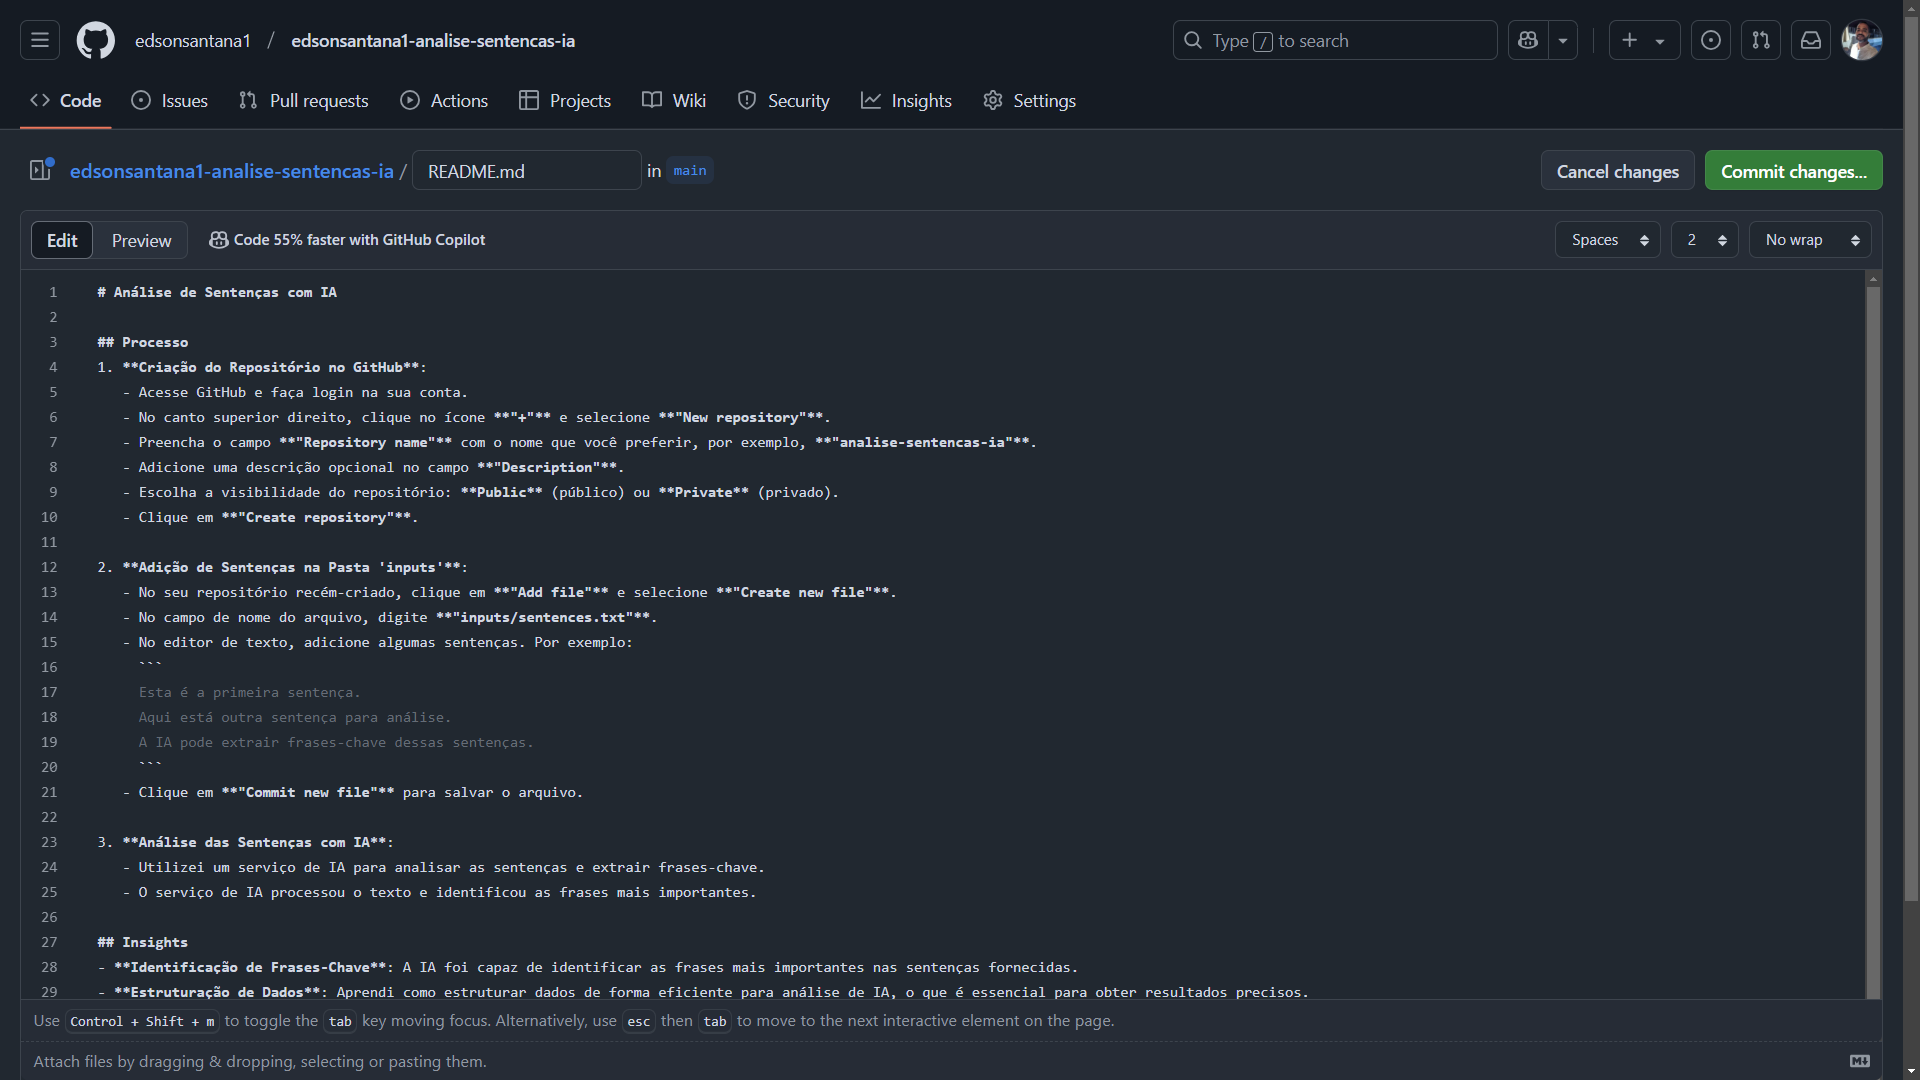 edsonsantana1 / edsonsantana1-analise-sentencas-ia
Type / to search
Code Issues Pull requests Actions Projects Wiki Security Insights Settings
edsonsantana1-analise-sentencas-ia / README.md in main
Cancel changes Commit changes...
Edit Preview Code 55% faster with GitHub Copilot Spaces 2 No wrap
1 # Análise de Sentenças com IA
2
3 ## Processo
4 1. **Criação do Repositório no GitHub**:
5 - Acesse GitHub e faça login na sua conta.
6 - No canto superior direito, clique no ícone **"+"** e selecione **"New repository"**.
7 - Preencha o campo **"Repository name"** com o nome que você preferir, por exemplo, **"analise-sentencas-ia"**.
8 - Adicione uma descrição opcional no campo **"Description"**.
9 - Escolha a visibilidade do repositório: **Public** (público) ou **Private** (privado).
10 - Clique em **"Create repository"**.
11
12 2. **Adição de Sentenças na Pasta 'inputs'**:
13 - No seu repositório recém-criado, clique em **"Add file"** e selecione **"Create new file"**.
14 - No campo de nome do arquivo, digite **"inputs/sentences.txt"**.
15 - No editor de texto, adicione algumas sentenças. Por exemplo:
16 ```
17 Esta é a primeira sentença.
18 Aqui está outra sentença para análise.
19 A IA pode extrair frases-chave dessas sentenças.
20 ```
21 - Clique em **"Commit new file"** para salvar o arquivo.
22
23 3. **Análise das Sentenças com IA**:
24 - Utilizei um serviço de IA para analisar as sentenças e extrair frases-chave.
25 - O serviço de IA processou o texto e identificou as frases mais importantes.
26
27 ## Insights
28 - **Identificação de Frases-Chave**: A IA foi capaz de identificar as frases mais importantes nas sentenças fornecidas.
29 - **Estruturação de Dados**: Aprendi como estruturar dados de forma eficiente para análise de IA, o que é essencial para obter resultados precisos.
Use Control + Shift + m to toggle the tab key moving focus. Alternatively, use esc then tab to move to the next interactive element on the page.
Attach files by dragging & dropping, selecting or pasting them.